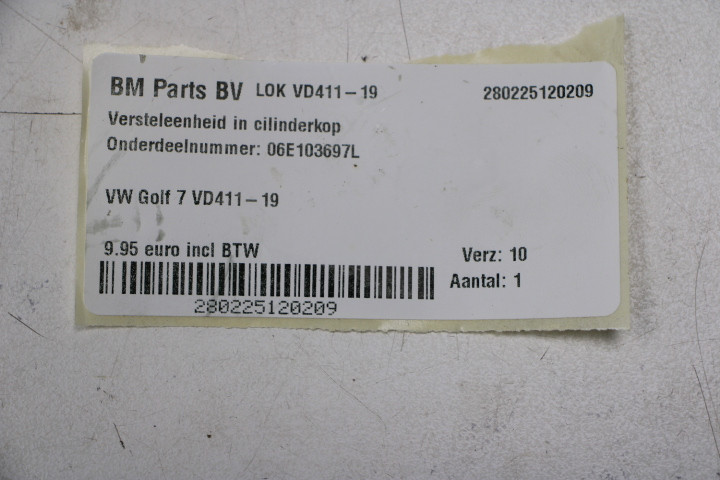 BM Parts BV LOK VD411-19 280225120209
Versteleenheid in cilinderkop
Onderdeelnummer: 06E103697L
VW Golf 7 VD411-19
9.95 euro incl BTW Verz: 10
Aantal: 1
280225120209